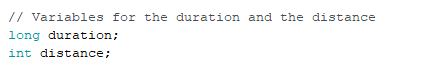 // Variables for the duration and the distance
long duration;
int distance;